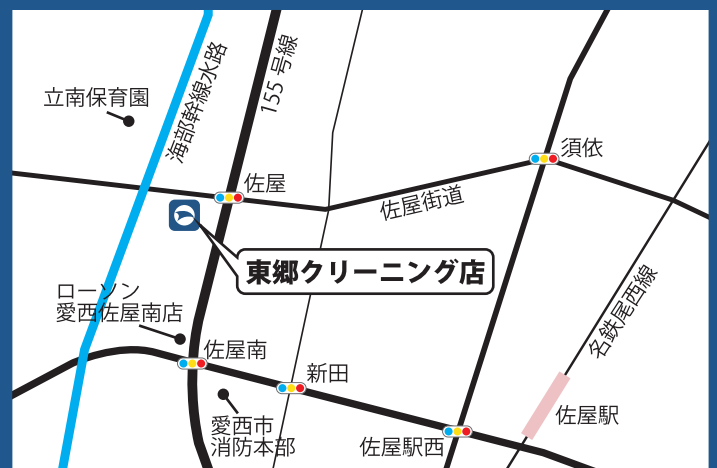 立南保育園
海部幹線水路
155 号線
佐屋
須依
佐屋街道
東郷クリーニング店
ローソン
愛西佐屋南店
佐屋南
新田
名鉄尾西線
愛西市
消防本部
佐屋駅西
佐屋駅